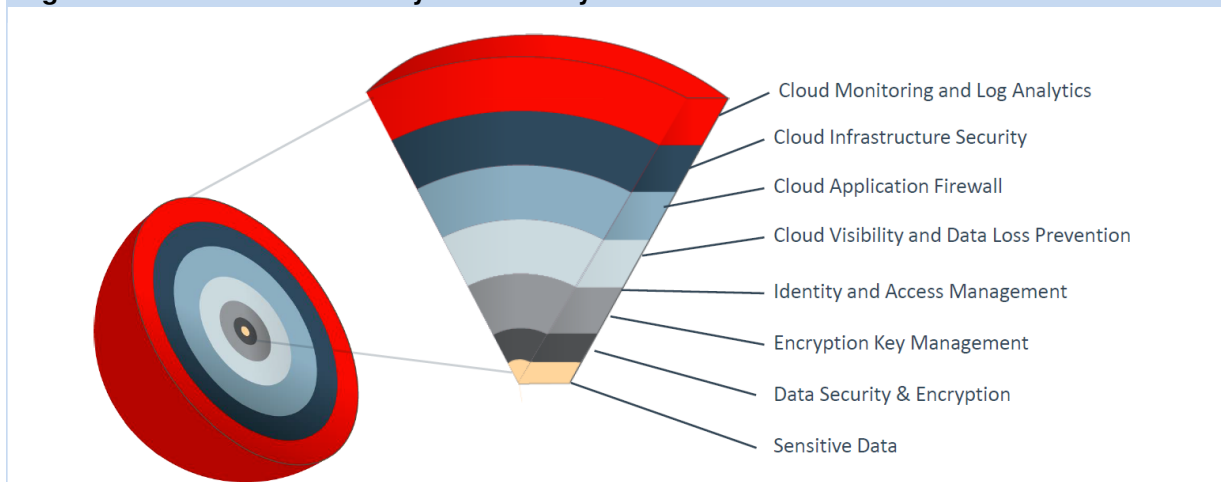 Cloud Monitoring and Log Analytics
Cloud Infrastructure Security
Cloud Application Firewall
Cloud Visibility and Data Loss Prevention
Identity and Access Management
Encryption Key Management
Data Security & Encryption
Sensitive Data